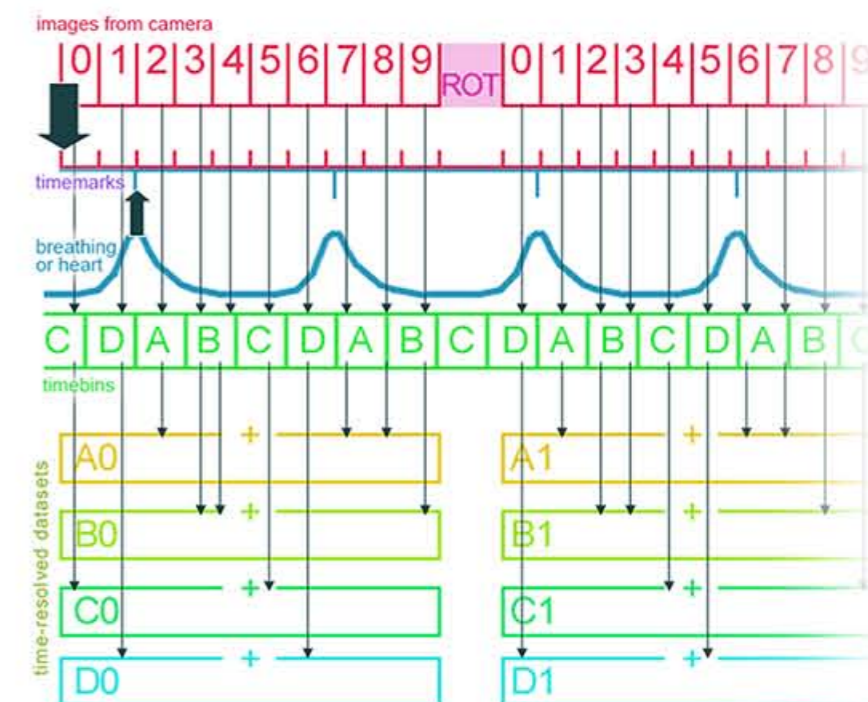 images from camera
0 1 2 3 4 5 6 7 8 9 ROT 0 1 2 3 4 5 6 7 8 9
timemarks
breathing
or heart
C D A B C D A B C D A B C D A B C
timebins
time-resolved datasets
+ +
A0 A1
+ +
B0 B1
+ +
C0 C1
+ +
D0 D1